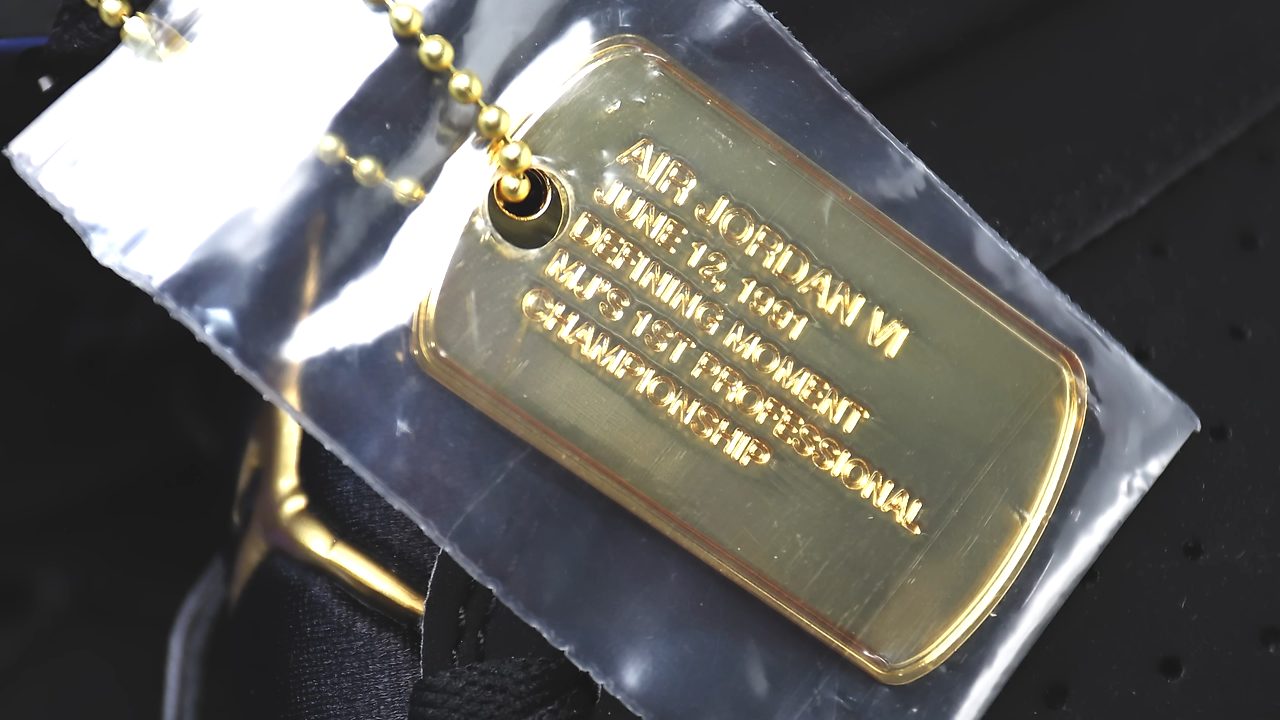 AIR JORDAN VI
JUNE 12, 1991
DEFINING MOMENT
MJ'S 1ST PROFESSIONAL
CHAMPIONSHIP